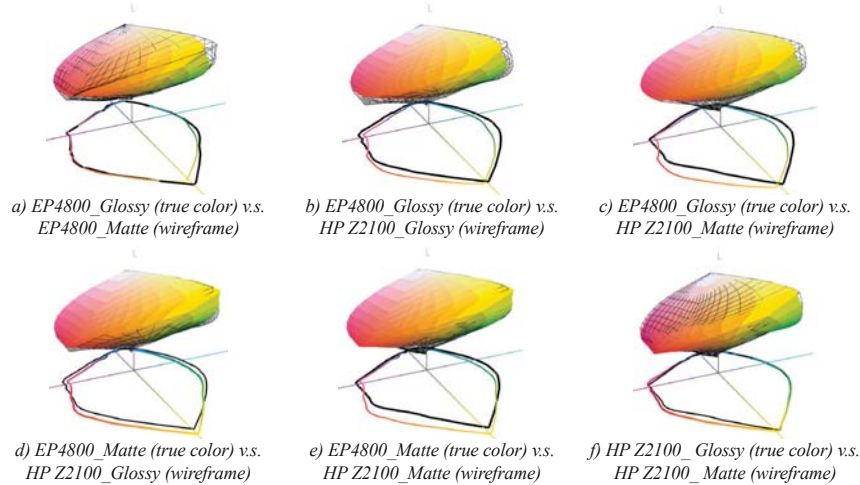 L
L
L
a) EP4800_Glossy (true color) v.s.
EP4800_Matte (wireframe)
b) EP4800_Glossy (true color) v.s.
HP Z2100_Glossy (wireframe)
c) EP4800_Glossy (true color) v.s.
HP Z2100_Matte (wireframe)
L
L
L
d) EP4800_Matte (true color) v.s.
HP Z2100_Glossy (wireframe)
e) EP4800_Matte (true color) v.s.
HP Z2100_Matte (wireframe)
f) HP Z2100_ Glossy (true color) v.s.
HP Z2100_ Matte (wireframe)